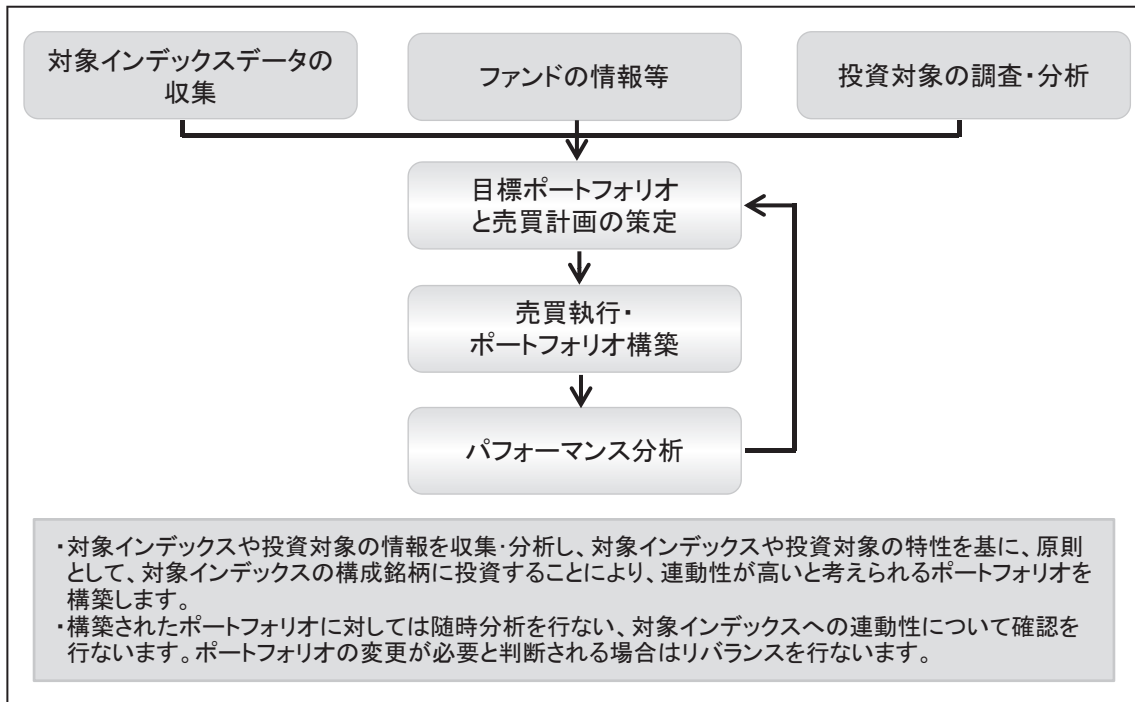 対象インデックスデータの
収集
ファンドの情報等
投資対象の調査・分析
目標ポートフォリオ
と売買計画の策定
売買執行・
ポートフォリオ構築
パフォーマンス分析
・対象インデックスや投資対象の情報を収集・分析し、対象インデックスや投資対象の特性を基に、原則
として、対象インデックスの構成銘柄に投資することにより、連動性が高いと考えられるポートフォリオを
構築します。
・構築されたポートフォリオに対しては随時分析を行ない、対象インデックスへの連動性について確認を
行ないます。ポートフォリオの変更が必要と判断される場合はリバランスを行ないます。